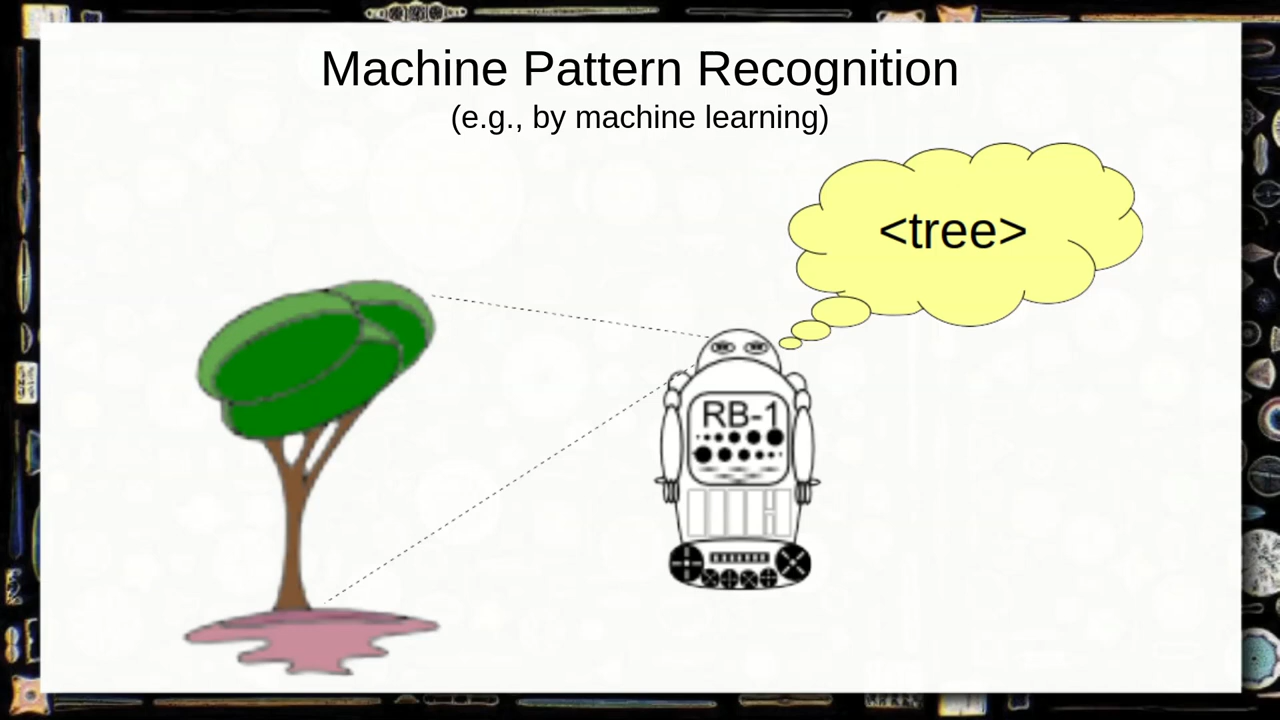 Machine Pattern Recognition
(e.g., by machine learning)
<tree>
RB-1